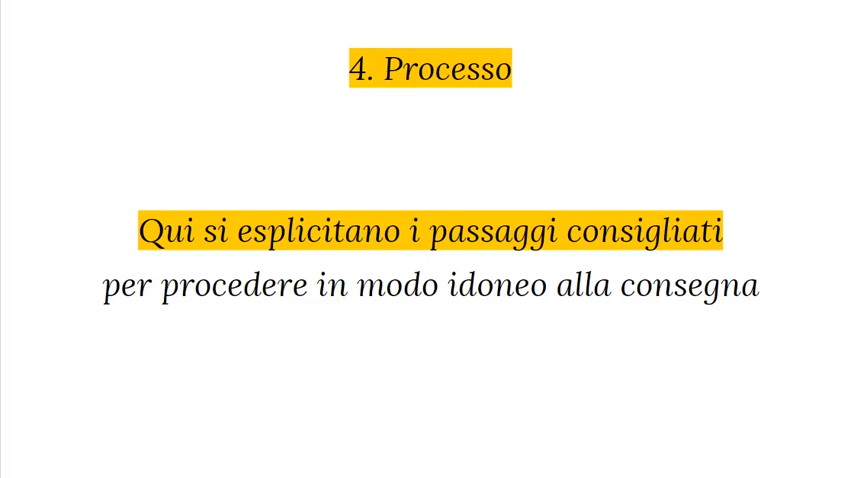 4. Processo
Qui si esplicitano i passaggi consigliati
per procedere in modo idoneo alla consegna